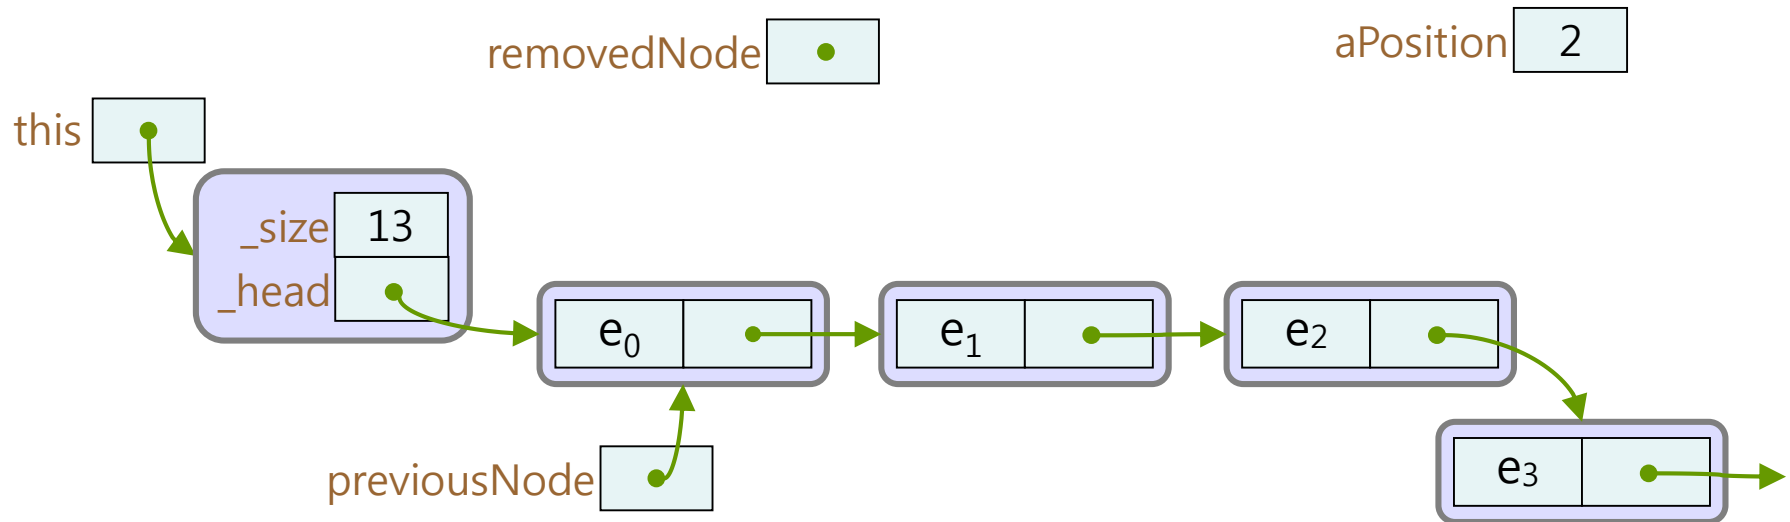 removedNode
aPosition 2
this
_size 13
_head
e0
e1
e2
e3
previousNode